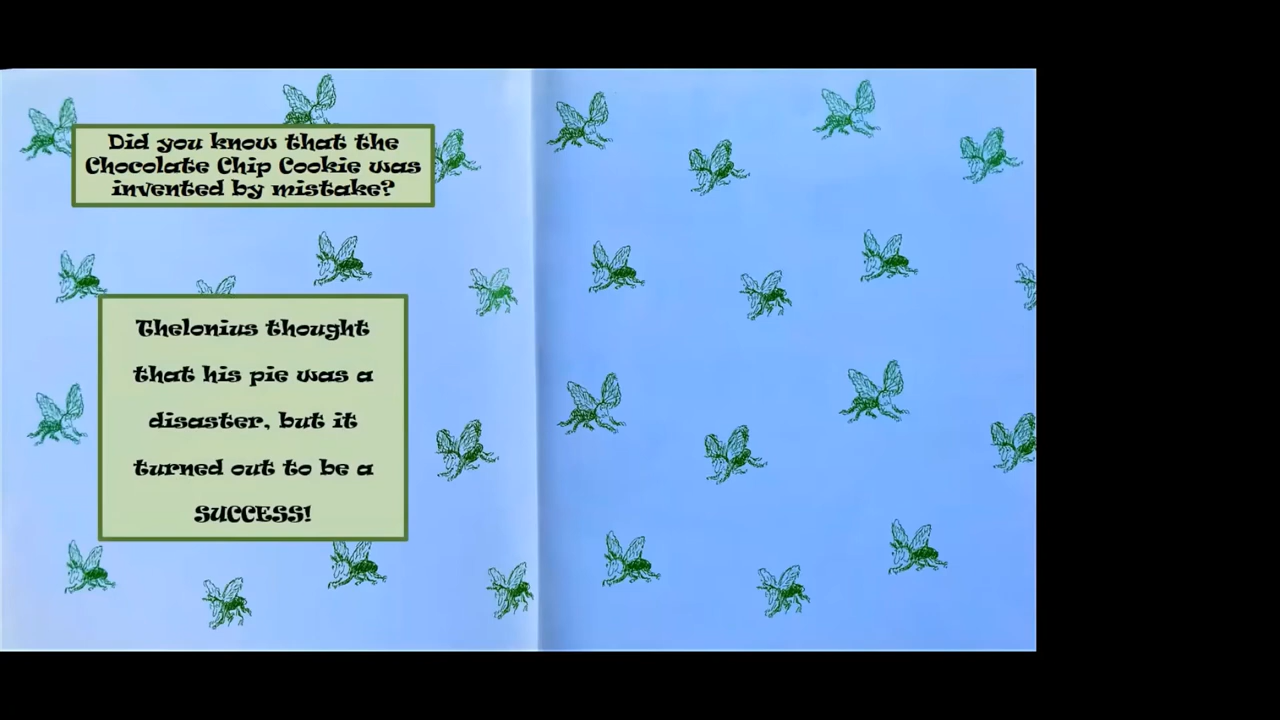 Did you know that the
Chocolate Chip Cookie was
invented by mistake?
Thelonius thought
that his pie was a
disaster, but it
turned out to be a
SUCCESS!